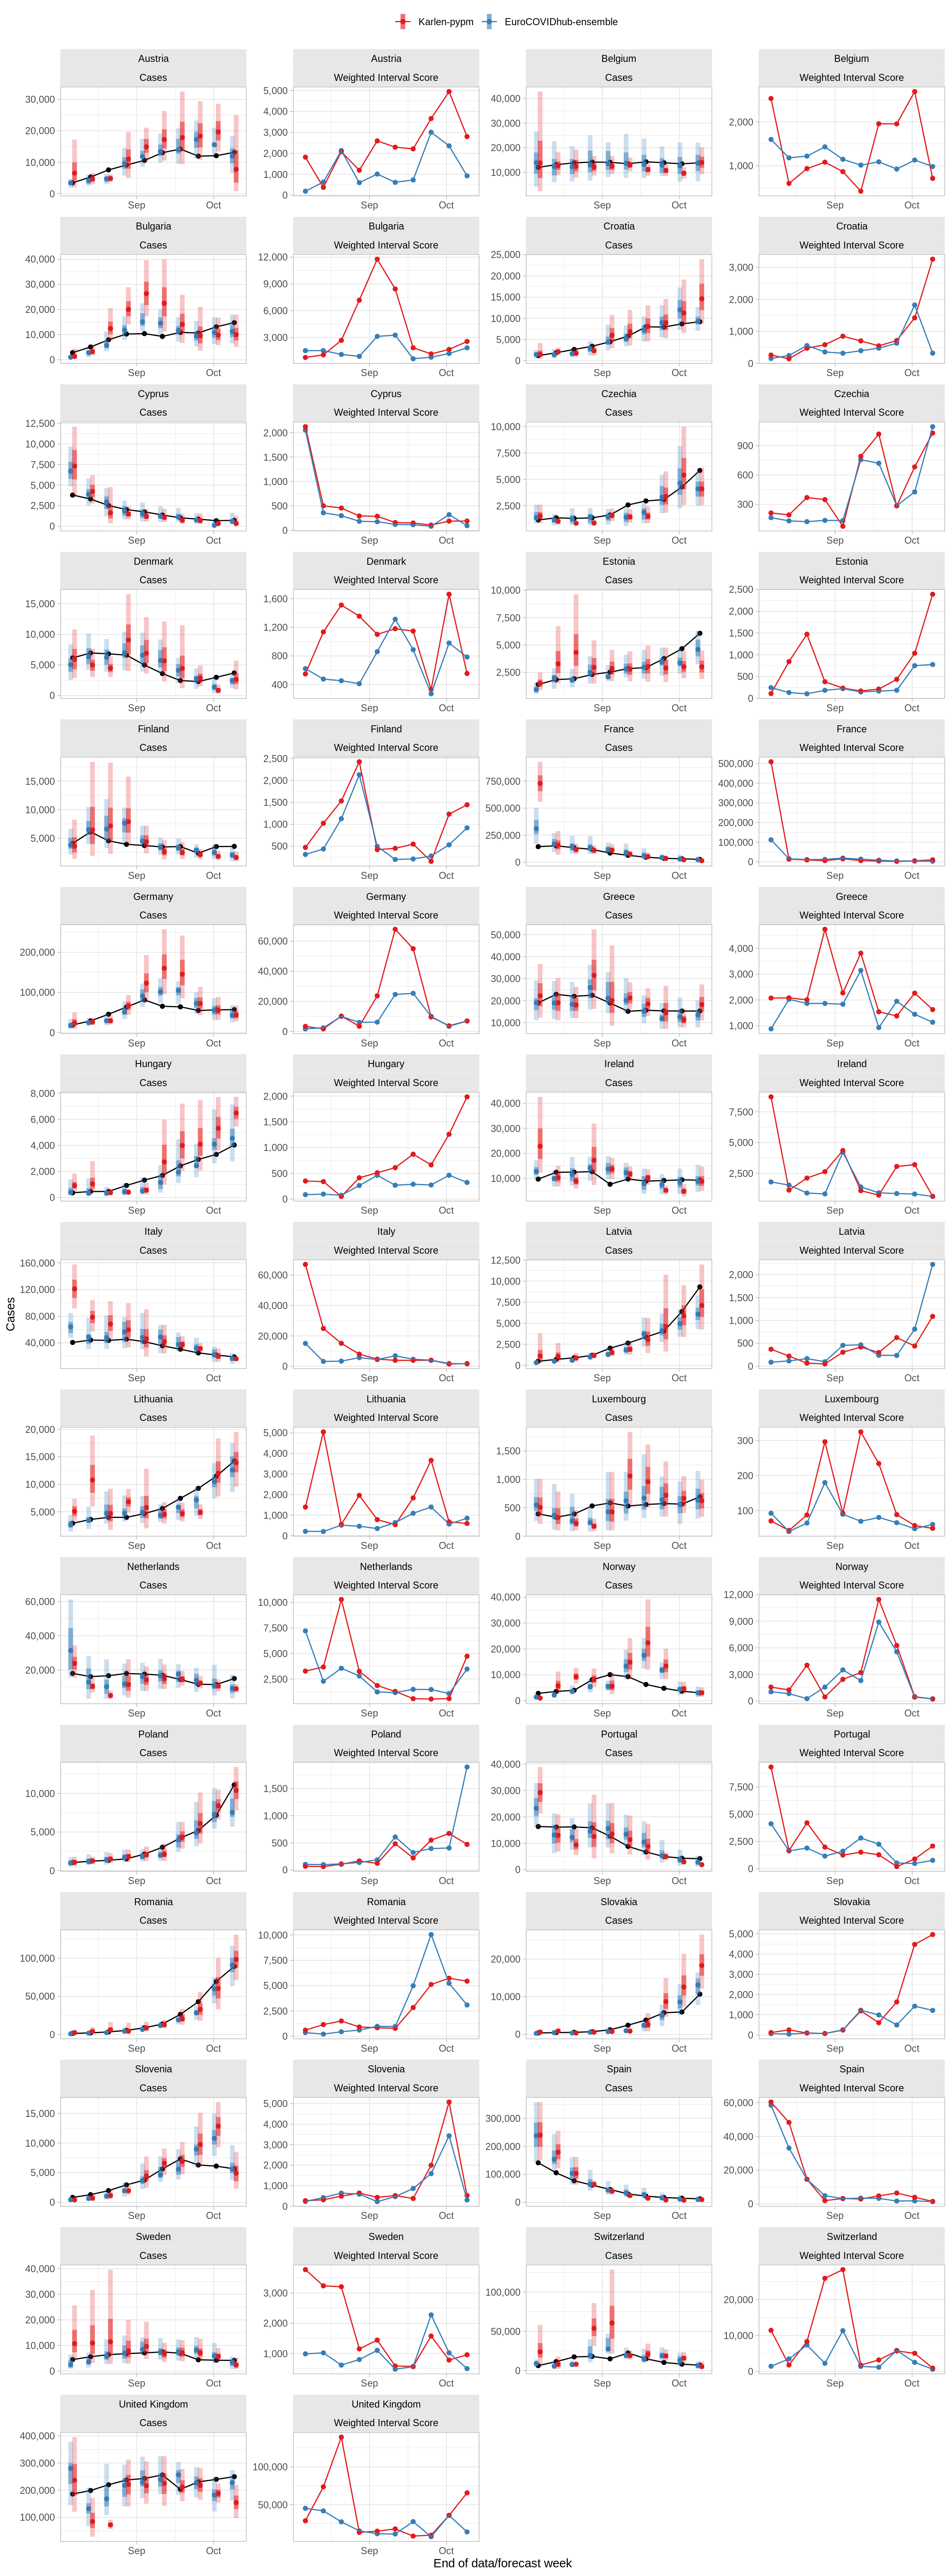 Karlen-pypm EuroCOVIDhub-ensemble
Austria Austria Belgium Belgium
Cases Weighted Interval Score Cases Weighted Interval Score
30,000 20,000 10,000 0
5,000 4,000 3,000 2,000 1,000 0
40,000 30,000 20,000 10,000 0
2,000 1,000
Sep Oct Sep Oct Sep Oct Sep Oct
Bulgaria Bulgaria Croatia Croatia
Cases Weighted Interval Score Cases Weighted Interval Score
40,000 30,000 20,000 10,000 0
12,000 9,000 6,000 3,000
25,000 20,000 15,000 10,000 5,000 0
3,000 2,000 1,000 0
Sep Oct Sep Oct Sep Oct Sep Oct
Cyprus Cyprus Czechia Czechia
Cases Weighted Interval Score Cases Weighted Interval Score
12,500 10,000 7,500 5,000 2,500 0
2,000 1,500 1,000 500 0
10,000 7,500 5,000 2,500
900 600 300
Sep Oct Sep Oct Sep Oct Sep Oct
Denmark Denmark Estonia Estonia
Cases Weighted Interval Score Cases Weighted Interval Score
15,000 10,000 5,000 0
1,600 1,200 800 400
10,000 7,500 5,000 2,500
2,500 2,000 1,500 1,000 500 0
Sep Oct Sep Oct Sep Oct Sep Oct
Finland Finland France France
Cases Weighted Interval Score Cases Weighted Interval Score
15,000 10,000 5,000
2,500 2,000 1,500 1,000 500
750,000 500,000 250,000 0
500,000 400,000 300,000 200,000 100,000 0
Sep Oct Sep Oct Sep Oct Sep Oct
Germany Germany Greece Greece
Cases Weighted Interval Score Cases Weighted Interval Score
200,000 100,000 0
60,000 40,000 20,000 0
50,000 40,000 30,000 20,000 10,000
4,000 3,000 2,000 1,000
Sep Oct Sep Oct Sep Oct Sep Oct
Hungary Hungary Ireland Ireland
Cases Weighted Interval Score Cases Weighted Interval Score
8,000 6,000 4,000 2,000 0
2,000 1,500 1,000 500 0
40,000 30,000 20,000 10,000 0
7,500 5,000 2,500
Sep Oct Sep Oct Sep Oct Sep Oct
Italy Italy Latvia Latvia
Cases Weighted Interval Score Cases Weighted Interval Score
160,000 120,000 80,000 40,000
60,000 40,000 20,000 0
12,500 10,000 7,500 5,000 2,500 0
2,000 1,500 1,000 500 0
Sep Oct Sep Oct Sep Oct Sep Oct
Cases
Lithuania Lithuania Luxembourg Luxembourg
Cases Weighted Interval Score Cases Weighted Interval Score
20,000 15,000 10,000 5,000
5,000 4,000 3,000 2,000 1,000 0
1,500 1,000 500 0
300 200 100
Sep Oct Sep Oct Sep Oct Sep Oct
Netherlands Netherlands Norway Norway
Cases Weighted Interval Score Cases Weighted Interval Score
60,000 40,000 20,000
10,000 7,500 5,000 2,500
40,000 30,000 20,000 10,000 0
12,000 9,000 6,000 3,000 0
Sep Oct Sep Oct Sep Oct Sep Oct
Poland Poland Portugal Portugal
Cases Weighted Interval Score Cases Weighted Interval Score
10,000 5,000 0
1,500 1,000 500 0
40,000 30,000 20,000 10,000 0
7,500 5,000 2,500 0
Sep Oct Sep Oct Sep Oct Sep Oct
Romania Romania Slovakia Slovakia
Cases Weighted Interval Score Cases Weighted Interval Score
100,000 50,000 0
10,000 7,500 5,000 2,500 0
20,000 10,000 0
5,000 4,000 3,000 2,000 1,000 0
Sep Oct Sep Oct Sep Oct Sep Oct
Slovenia Slovenia Spain Spain
Cases Weighted Interval Score Cases Weighted Interval Score
15,000 10,000 5,000 0
5,000 4,000 3,000 2,000 1,000 0
300,000 200,000 100,000 0
60,000 40,000 20,000 0
Sep Oct Sep Oct Sep Oct Sep Oct
Sweden Sweden Switzerland Switzerland
Cases Weighted Interval Score Cases Weighted Interval Score
40,000 30,000 20,000 10,000 0
3,000 2,000 1,000
100,000 50,000 0
20,000 10,000 0
Sep Oct Sep Oct Sep Oct Sep Oct
United Kingdom United Kingdom
Cases Weighted Interval Score
400,000 300,000 200,000 100,000
100,000 50,000
Sep Oct Sep Oct
End of data/forecast week